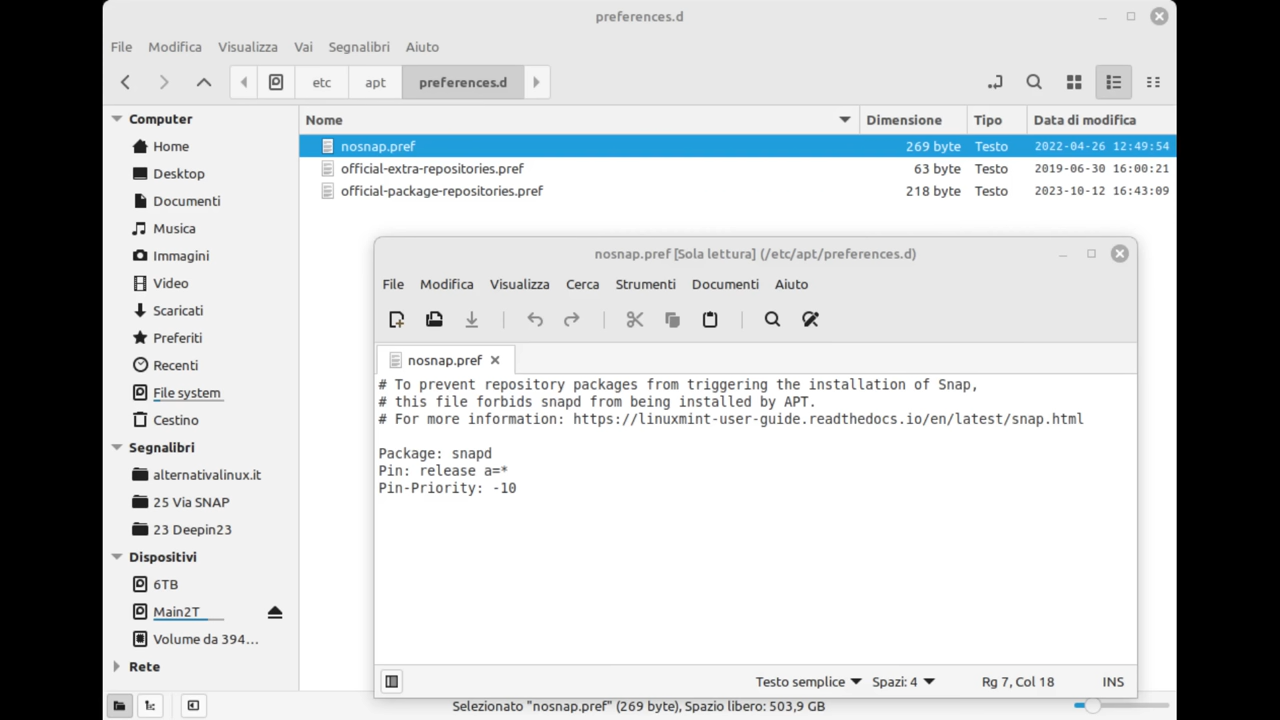 preferences.d
File Modifica Visualizza Vai Segnalibri Aiuto
etc apt preferences.d
Computer
Home
Desktop
Documenti
Musica
Immagini
Video
Scaricati
Preferiti
Recenti
File system
Cestino
Segnalibri
alternativalinux.it
25 Via SNAP
23 Deepin23
Dispositivi
6TB
Main2T
Volume da 394...
Rete
Nome Dimensione Tipo Data di modifica
nosnap.pref 269 byte Testo 2022-04-26 12:49:54
official-extra-repositories.pref 63 byte Testo 2019-06-30 16:00:21
official-package-repositories.pref 218 byte Testo 2023-10-12 16:43:09
nosnap.pref [Sola lettura] (/etc/apt/preferences.d)
File Modifica Visualizza Cerca Strumenti Documenti Aiuto
nosnap.pref
# To prevent repository packages from triggering the installation of Snap,
# this file forbids snapd from being installed by APT.
# For more information: https://linuxmint-user-guide.readthedocs.io/en/latest/snap.html
Package: snapd
Pin: release a=*
Pin-Priority: -10
Testo semplice Spazi: 4 Rg 7, Col 18 INS
Selezionato "nosnap.pref" (269 byte), Spazio libero: 503,9 GB